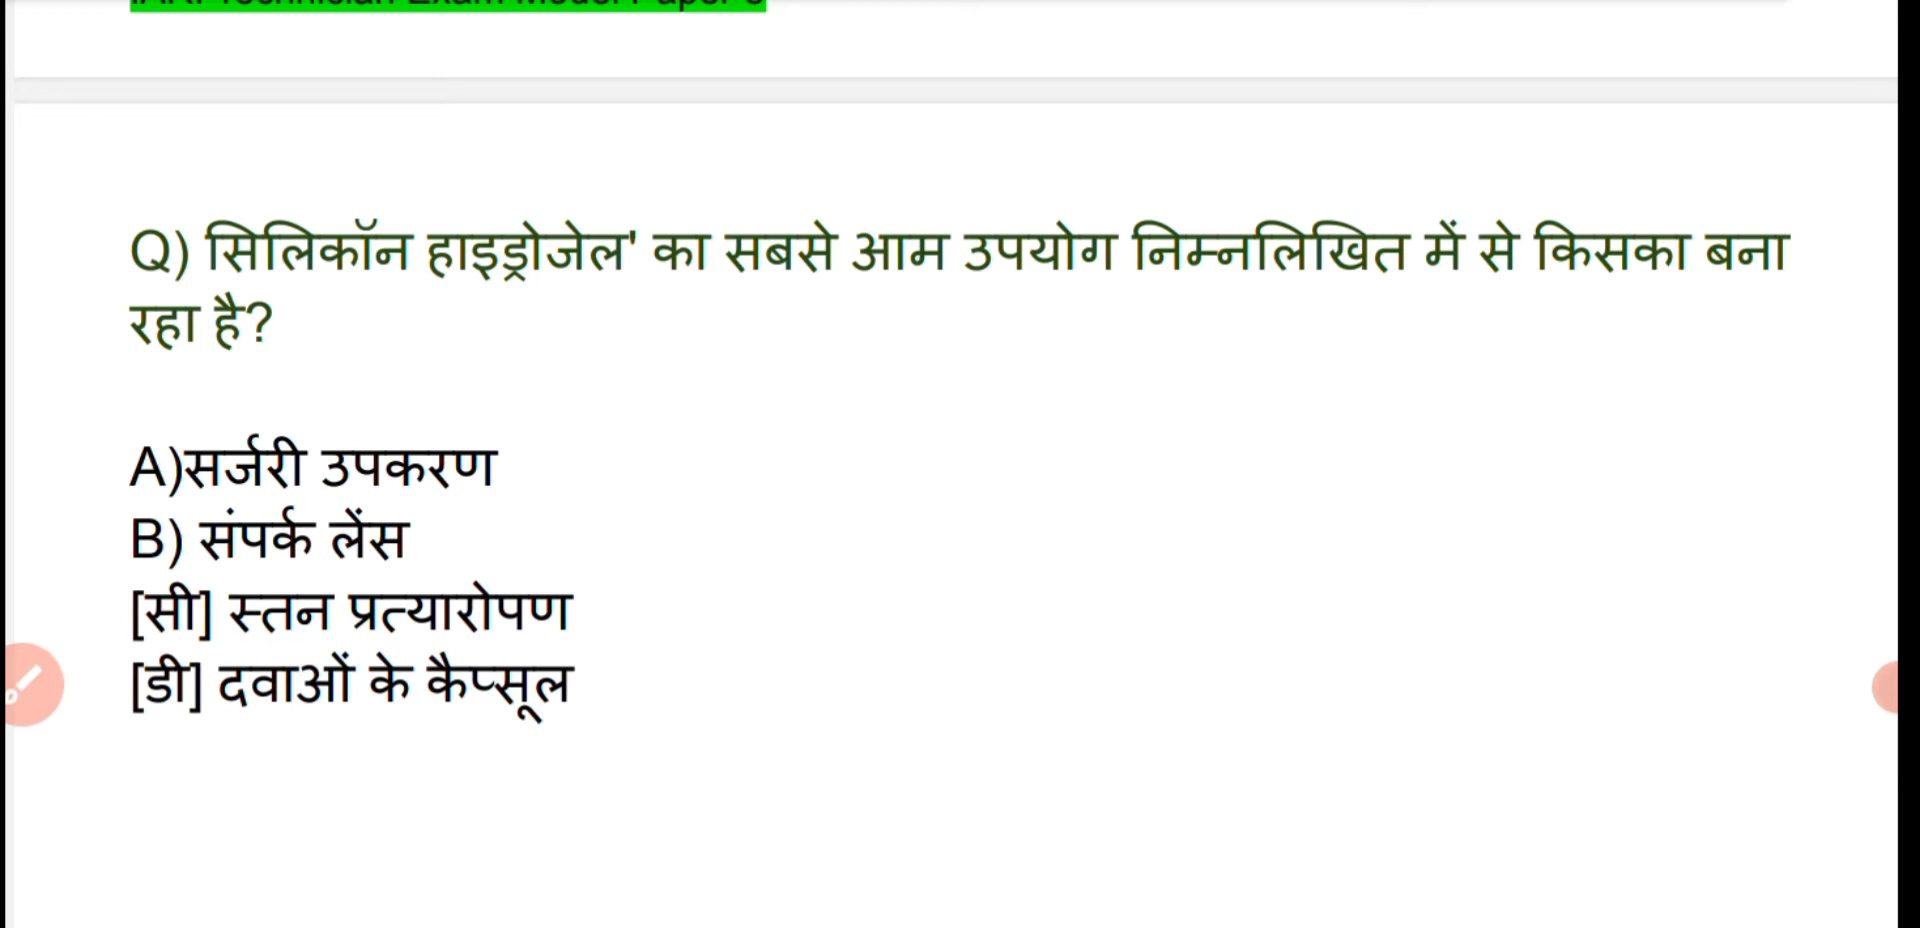 Q) सिलिकॉन हाइड्रोजेल' का सबसे आम उपयोग निम्नलिखित में से किसका बना
रहा है?
A)सर्जरी उपकरण
B) संपर्क लेंस
[सी] स्तन प्रत्यारोपण
[डी] दवाओं के कैप्सूल